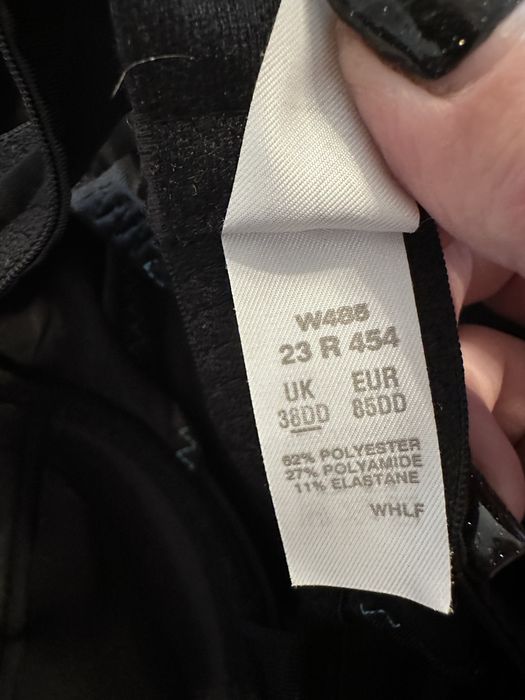 W485
23 R 454
UK EUR
38DD 85DD
62% POLYESTER
27% POLYAMIDE
11% ELASTANE
WHLF